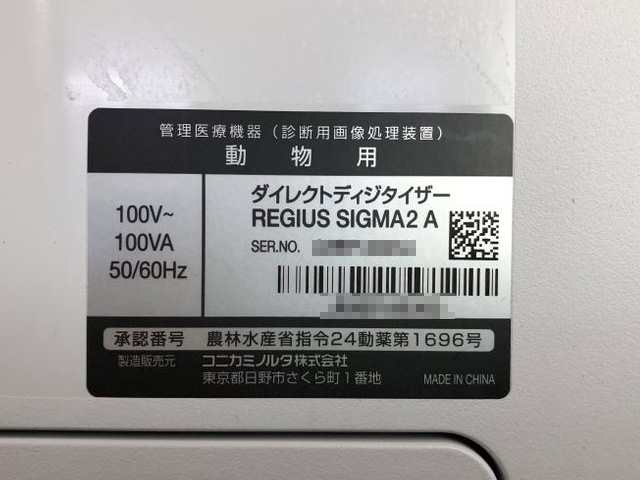 管理医療機器（診断用画像処理装置）
動物用
100V~
100VA
50/60Hz
ダイレクトディジタイザー
REGIUS SIGMA2 A
SER.NO.
承認番号 農林水産省指令24動薬第1696号
製造販売元 コニカミノルタ株式会社
東京都日野市さくら町1番地
MADE IN CHINA